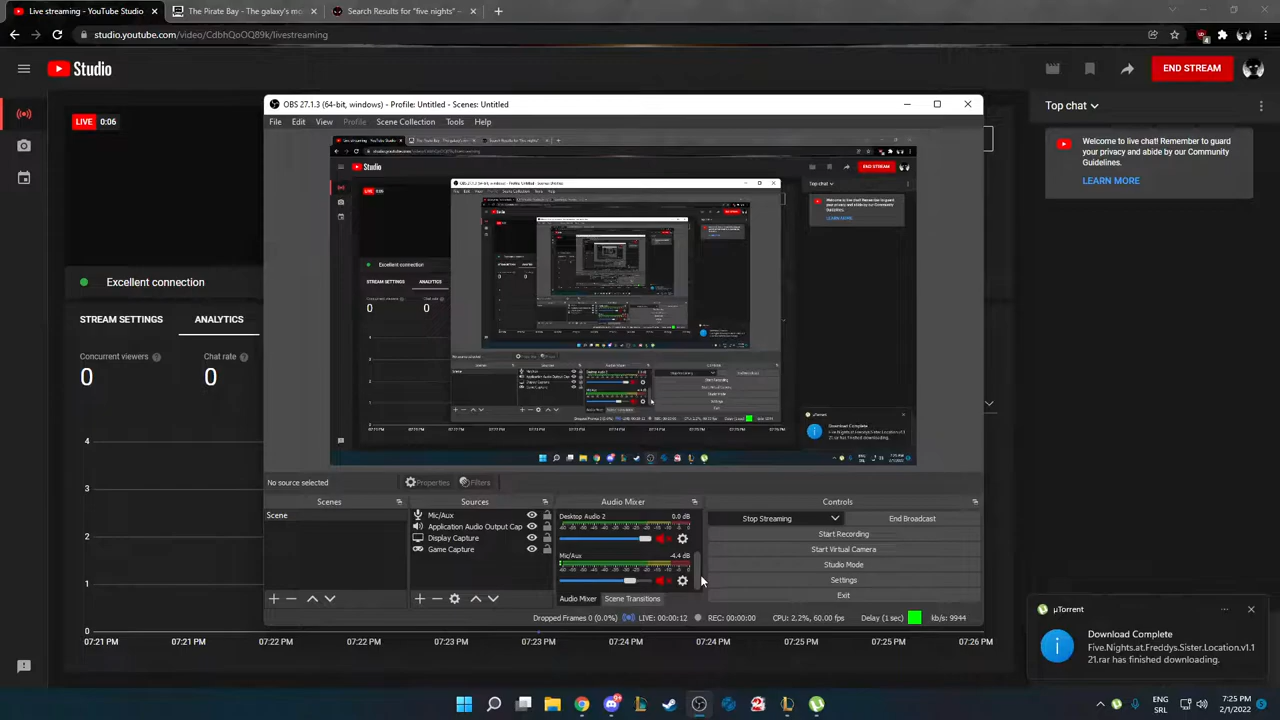 Live streaming - YouTube Studio
The Pirate Bay - The galaxy's mo
Search Results for "five nights" –
studio.youtube.com/video/CdbhQoOQ89k/livestreaming
Studio
END STREAM
LIVE 0:06
Top chat
Welcome to live chat! Remember to guard
your privacy and abide by our Community
Guidelines.
LEARN MORE
OBS 27.1.3 (64-bit, windows) - Profile: Untitled - Scenes: Untitled
File Edit View Profile Scene Collection Tools Help
Excellent connection
STREAM SETTINGS ANALYTICS
Concurrent viewers Chat rate
0 0
4
3
2
1
0
07:21 PM 07:21 PM 07:22 PM 07:22 PM 07:23 PM 07:24 PM 07:24 PM 07:25 PM 07:25 PM 07:26 PM
No source selected
Properties
Filters
Scenes
Scene
Sources
Mic/Aux
Application Audio Output Cap
Display Capture
Game Capture
Audio Mixer
Desktop Audio 2 0.0 dB
Mic/Aux -4.4 dB
Audio Mixer Scene Transitions
Controls
Stop Streaming End Broadcast
Start Recording
Start Virtual Camera
Studio Mode
Settings
Exit
Dropped Frames 0 (0.0%) LIVE: 00:00:12 REC: 00:00:00 CPU: 2.2%, 60.00 fps Delay (1 sec) kb/s: 9944
µTorrent
Download Complete
Five.Nights.at.Freddys.Sister.Location.v1.1
21.rar has finished downloading.
ENG
SRL
7:25 PM
2/1/2022